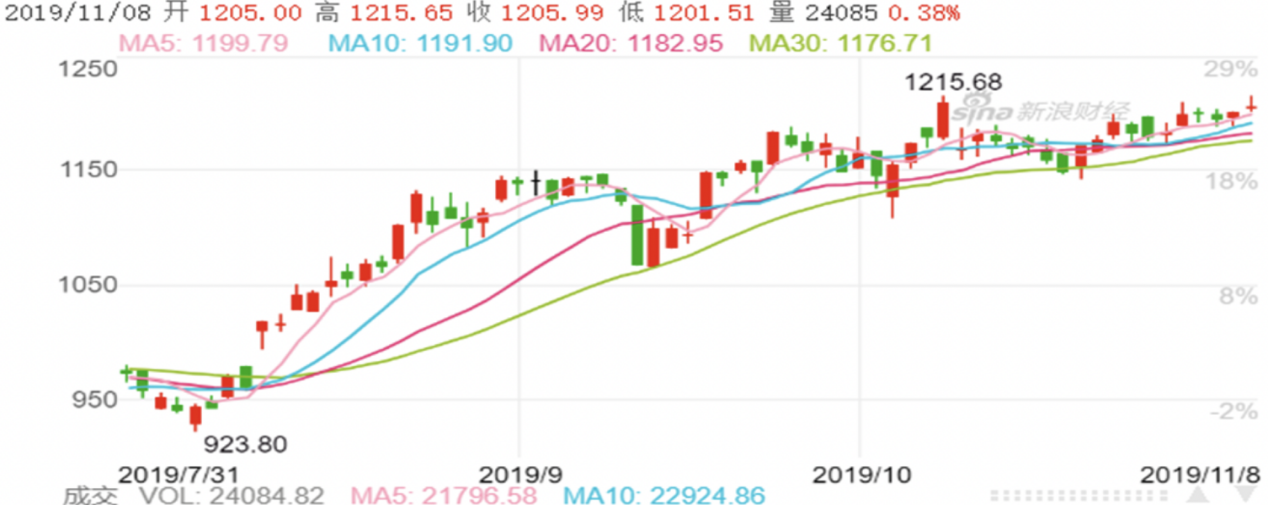 2019/11/08 开 1205.00 高 1215.65 收 1205.99 低 1201.51 量 24085 0.38%
MA5: 1199.79 MA10: 1191.90 MA20: 1182.95 MA30: 1176.71
1250 29%
1215.68
sina 新浪财经
1150 18%
1050 8%
950 -2%
923.80
2019/7/31 2019/9 2019/10 2019/11/8
成交 VOL: 24084.82 MA5: 21796.58 MA10: 22924.86